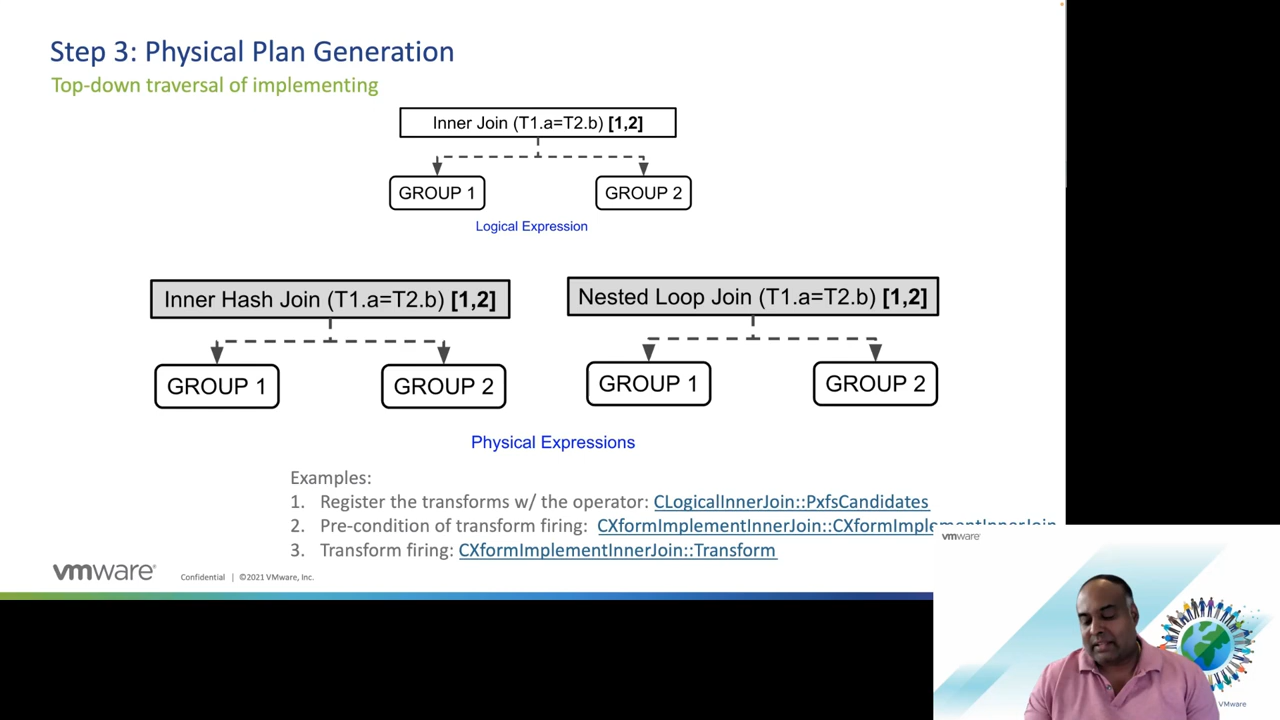 Step 3: Physical Plan Generation
Top-down traversal of implementing
Inner Join (T1.a=T2.b) [1,2]
GROUP 1
GROUP 2
Logical Expression
Inner Hash Join (T1.a=T2.b) [1,2]
Nested Loop Join (T1.a=T2.b) [1,2]
GROUP 1
GROUP 2
GROUP 1
GROUP 2
Physical Expressions
Examples:
1. Register the transforms w/ the operator: CLogicalInnerJoin::PxfsCandidates
2. Pre-condition of transform firing: CXformImplementInnerJoin::CXformImplementInnerJoin
3. Transform firing: CXformImplementInnerJoin::Transform
vmware®
Confidential | ©2021 VMware, Inc.
vmware®
VMware